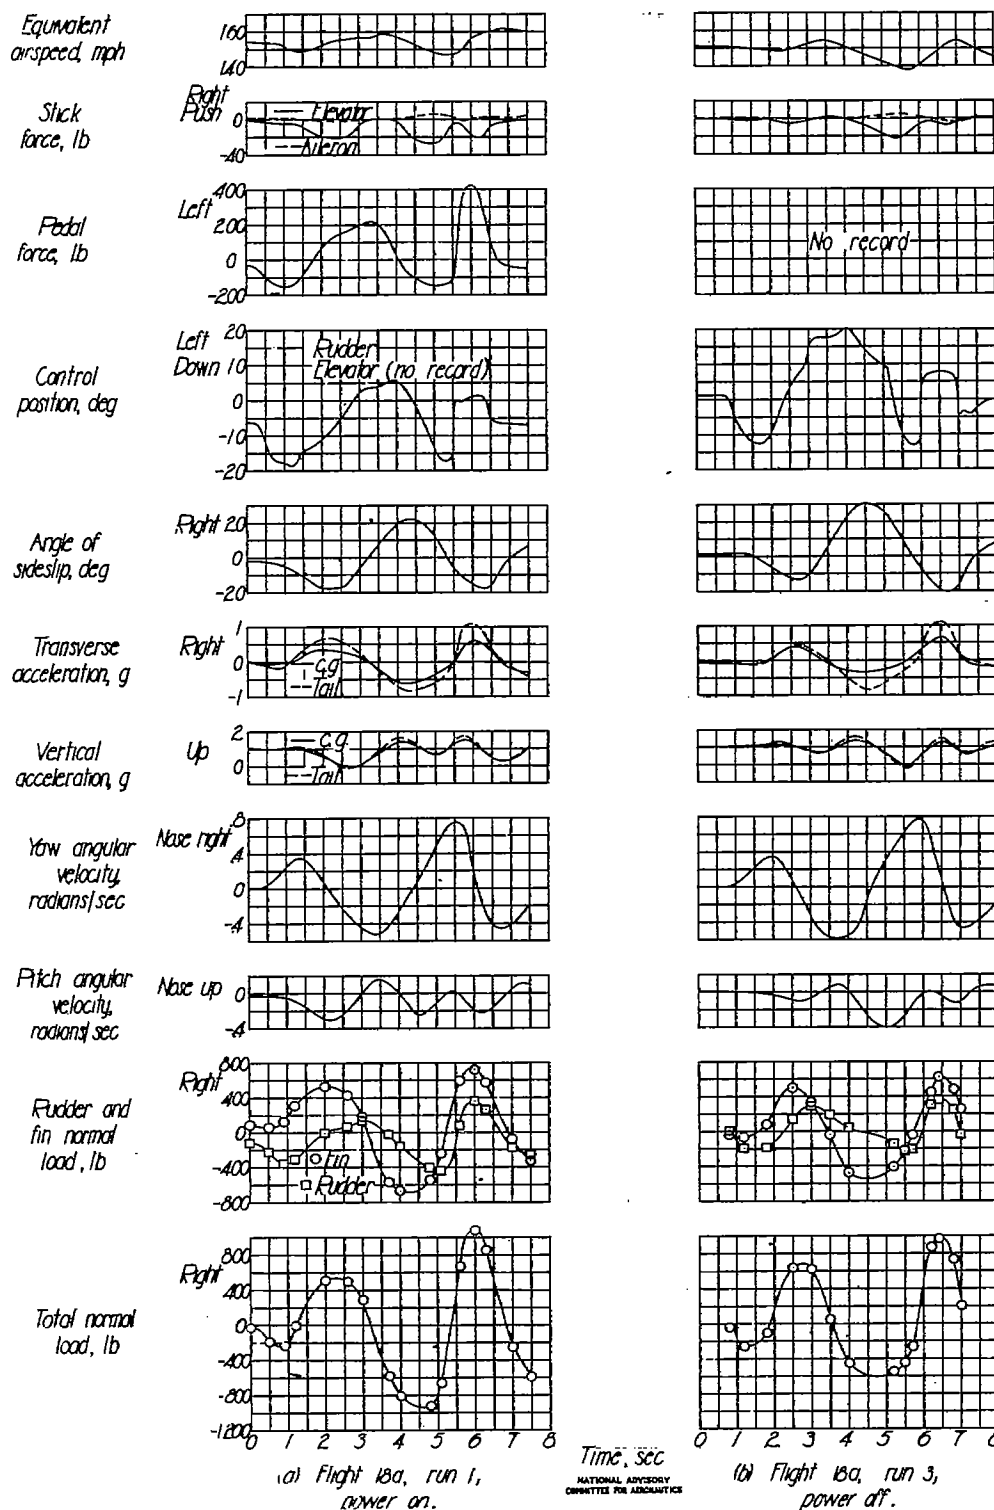 Equivalent
airspeed, mph
160
140
Stick
force, lb
Right
Push
0
-40
Elevator
Aileron
Pedal
force, lb
Left
400
200
0
-200
No record
Control
position, deg
Left
Down
20
10
0
-10
-20
Rudder
Elevator (no record)
Angle of
sideslip, deg
Right
20
0
-20
Transverse
acceleration, g
Right
1
0
-1
c.g.
Tail
Vertical
acceleration, g
Up
2
0
c.g.
Tail
Yaw angular
velocity,
radians/sec
Nose right
.8
.4
0
-.4
Pitch angular
velocity,
radians/sec
Nose up
0
-.4
Rudder and
fin normal
load, lb
Right
800
400
0
-400
-800
Fin
Rudder
Total normal
load, lb
Right
800
400
0
-400
-800
-1200
0 1 2 3 4 5 6 7 8
0 1 2 3 4 5 6 7 8
Time, sec
(a) Flight 18a, run 1,
power on.
NATIONAL ADVISORY
COMMITTEE FOR AERONAUTICS
(b) Flight 18a, run 3,
power off.